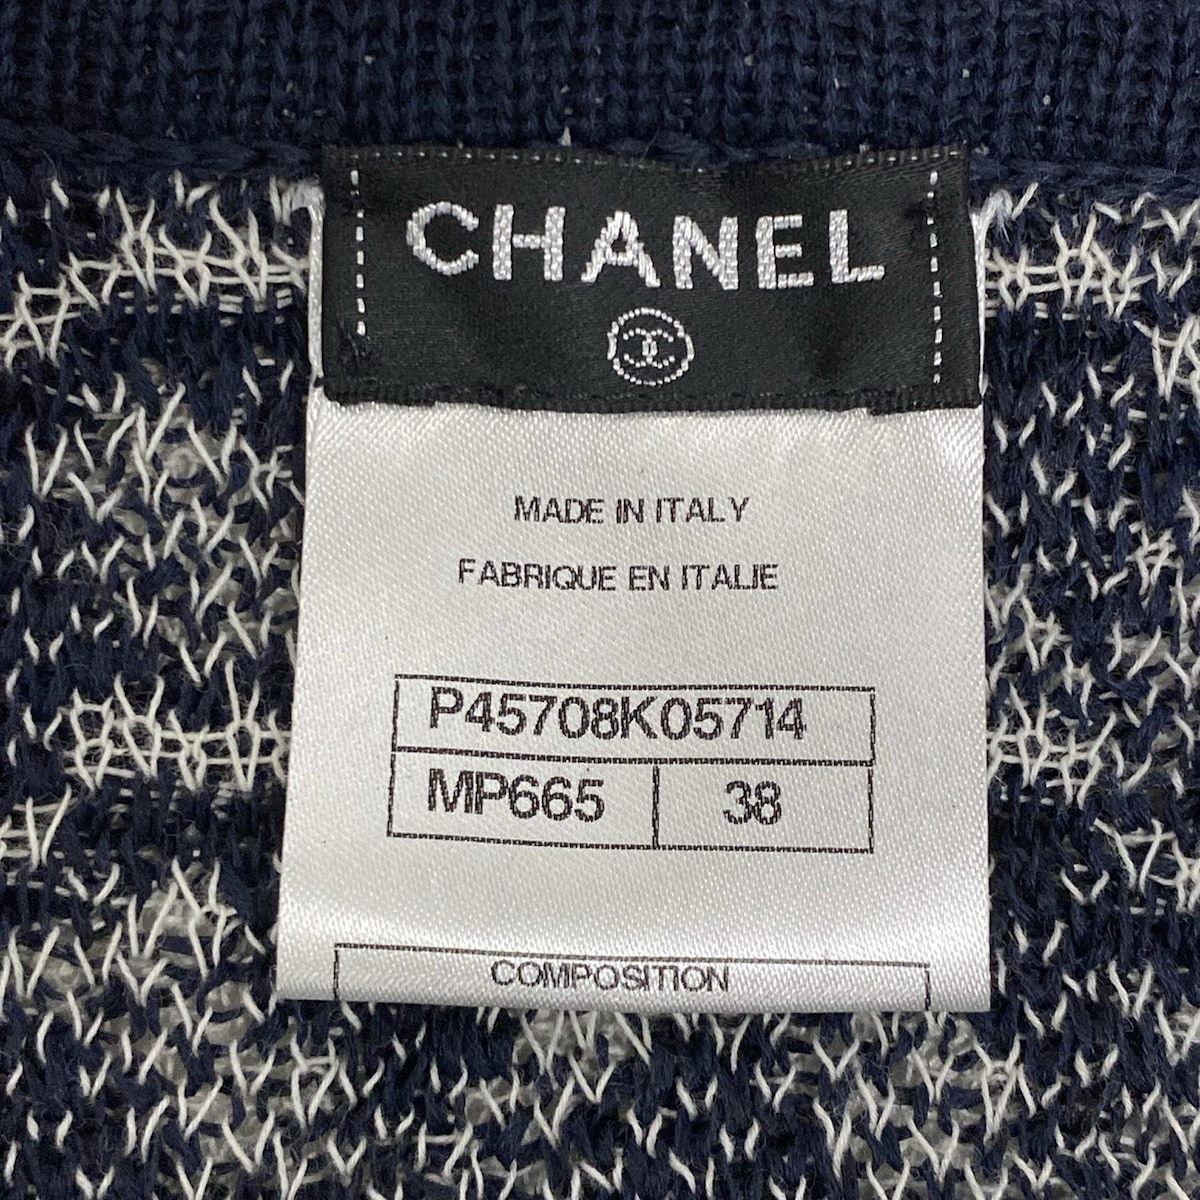 CHANEL
MADE IN ITALY
FABRIQUE EN ITALIE
P45708K05714
MP665 38
COMPOSITION